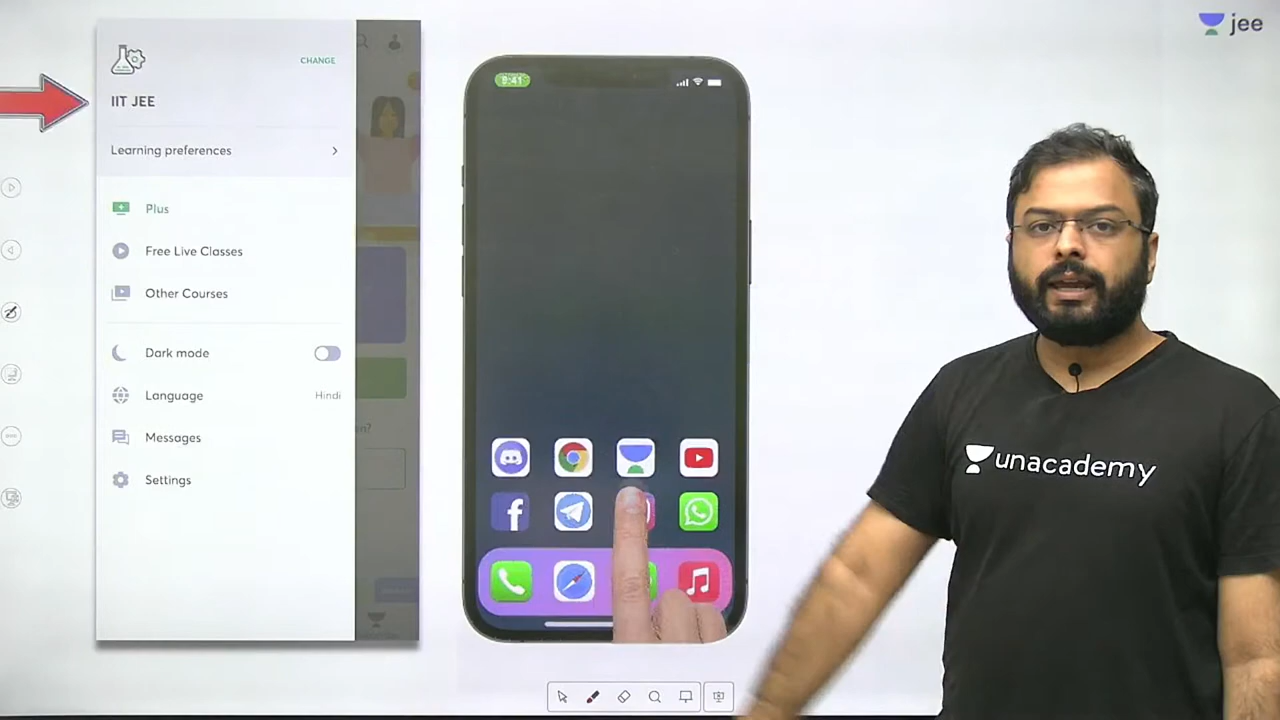 jee
CHANGE
IIT JEE
Learning preferences
Plus
Free Live Classes
Other Courses
Dark mode
Language
Hindi
Messages
Settings
9:41
unacademy